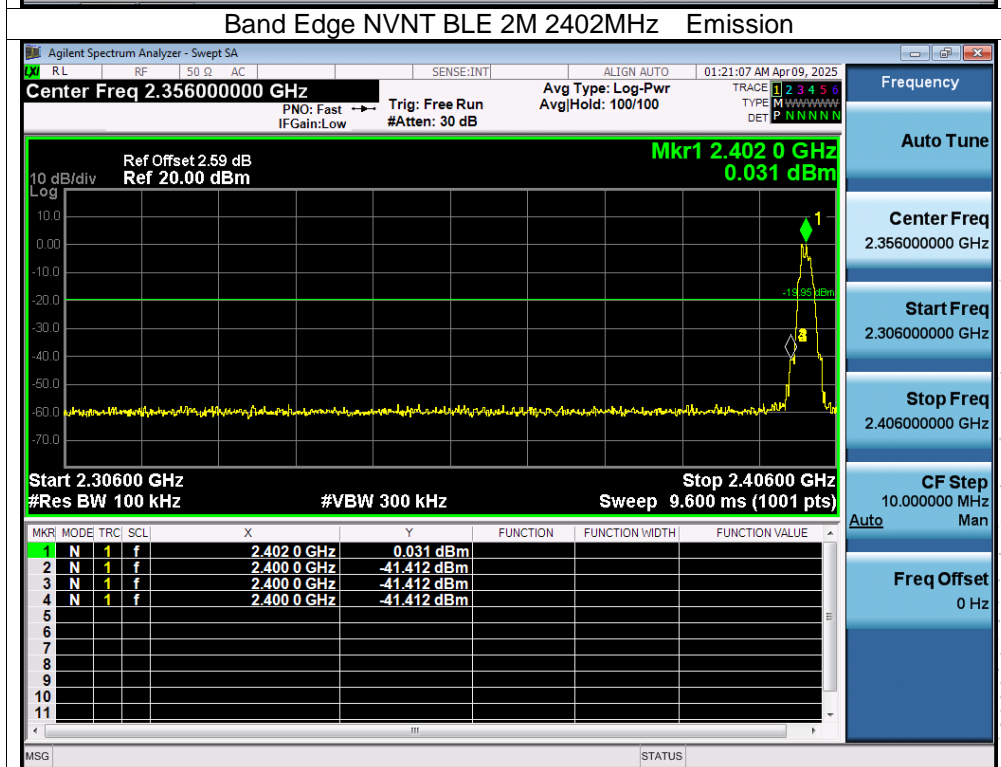 Band Edge NVNT BLE 2M 2402MHz Emission
Agilent Spectrum Analyzer - Swept SA
LXI RL RF 50 Ω AC SENSE:INT ALIGN AUTO 01:21:07 AM Apr 09, 2025
Center Freq 2.356000000 GHz
PNO: Fast
IFGain:Low
Trig: Free Run
#Atten: 30 dB
Avg Type: Log-Pwr
Avg|Hold: 100/100
TRACE 1 2 3 4 5 6
TYPE M WWWWW
DET P N N N N N
Mkr1 2.402 0 GHz
0.031 dBm
Ref Offset 2.59 dB
10 dB/div Ref 20.00 dBm
Log
10.0
0.00
-10.0
-20.0
-30.0
-40.0
-50.0
-60.0
-70.0
1
-19.95 dBm
Start 2.30600 GHz Stop 2.40600 GHz
#Res BW 100 kHz #VBW 300 kHz Sweep 9.600 ms (1001 pts)
MKR MODE TRC SCL X Y FUNCTION FUNCTION WIDTH FUNCTION VALUE
1 N 1 f 2.402 0 GHz 0.031 dBm
2 N 1 f 2.400 0 GHz -41.412 dBm
3 N 1 f 2.400 0 GHz -41.412 dBm
4 N 1 f 2.400 0 GHz -41.412 dBm
5
6
7
8
9
10
11
MSG STATUS
Frequency
Auto Tune
Center Freq
2.356000000 GHz
Start Freq
2.306000000 GHz
Stop Freq
2.406000000 GHz
CF Step
10.000000 MHz
Auto Man
Freq Offset
0 Hz